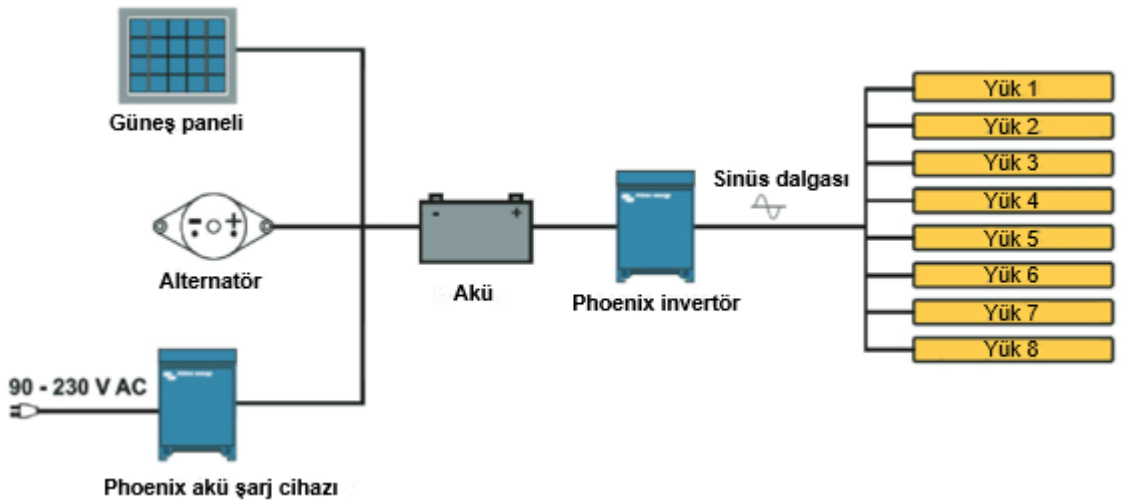 Güneş paneli
Alternatör
90 - 230 V AC
Phoenix akü şarj cihazı
- +
- +
Akü
Phoenix invertör
Sinüs dalgası
Yük 1
Yük 2
Yük 3
Yük 4
Yük 5
Yük 6
Yük 7
Yük 8